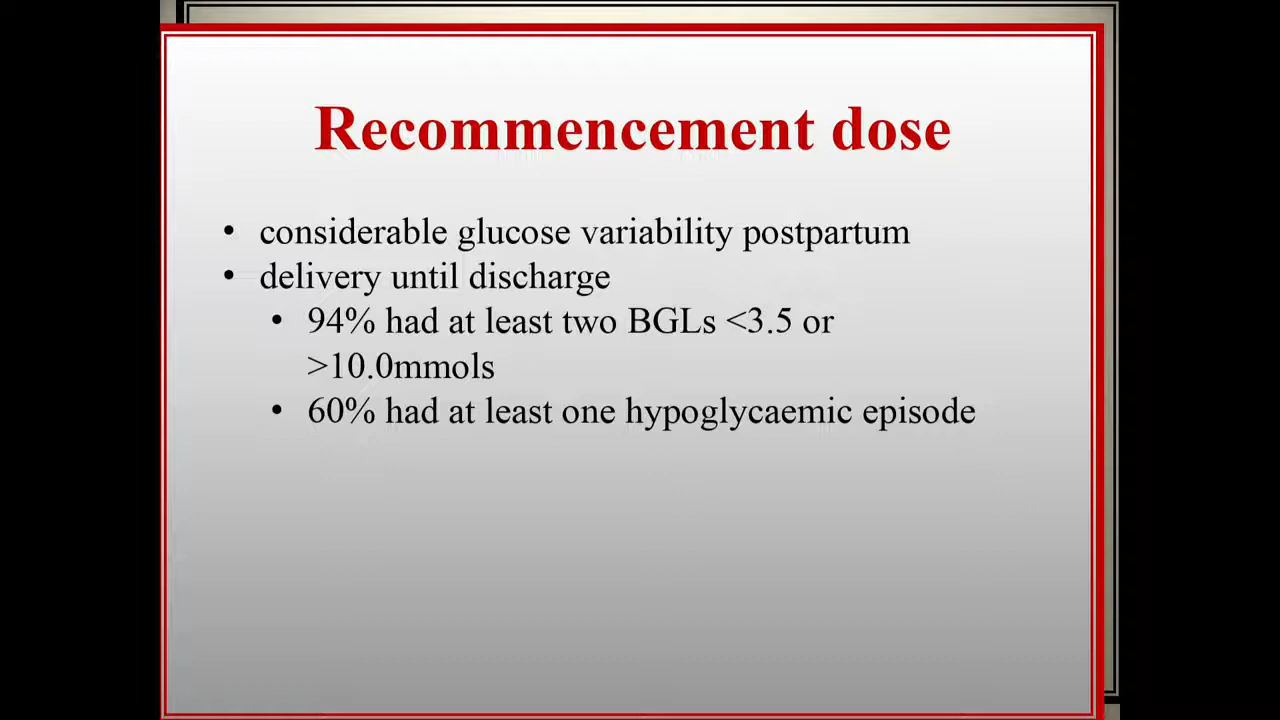 Recommencement dose
• considerable glucose variability postpartum
• delivery until discharge
• 94% had at least two BGLs <3.5 or
>10.0mmols
• 60% had at least one hypoglycaemic episode